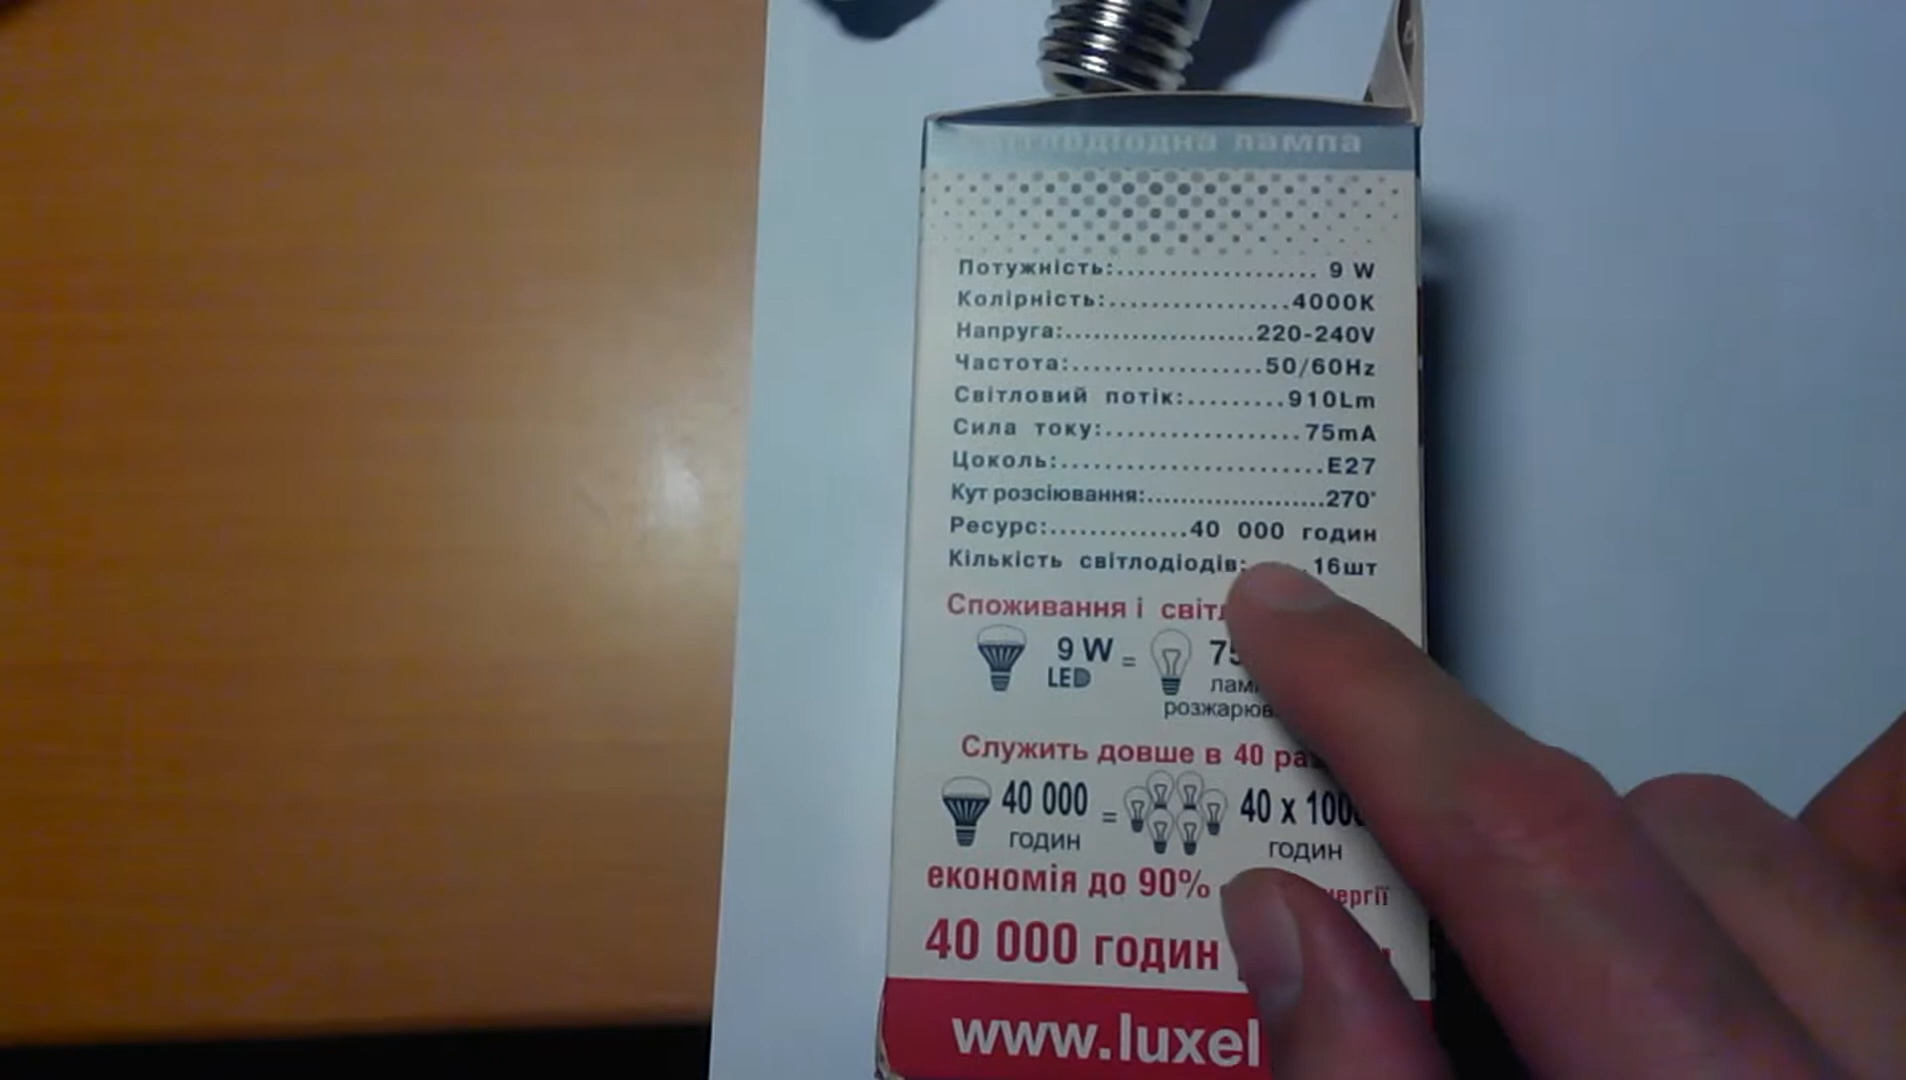 світлодіодна лампа
Потужність:.................... 9 W
Колірність:..................4000K
Напруга:....................220-240V
Частота:...................50/60Hz
Світловий потік:.........910Lm
Сила току:...................75mA
Цоколь:..........................E27
Кут розсіювання:.....................270°
Ресурс:..............40 000 годин
Кількість світлодіодів: 16шт
Споживання і
9 W = 
LED
Служить довше в 40
40 000 = 40 x
годин годин
економія до 90%
40 000 годин
www.luxel